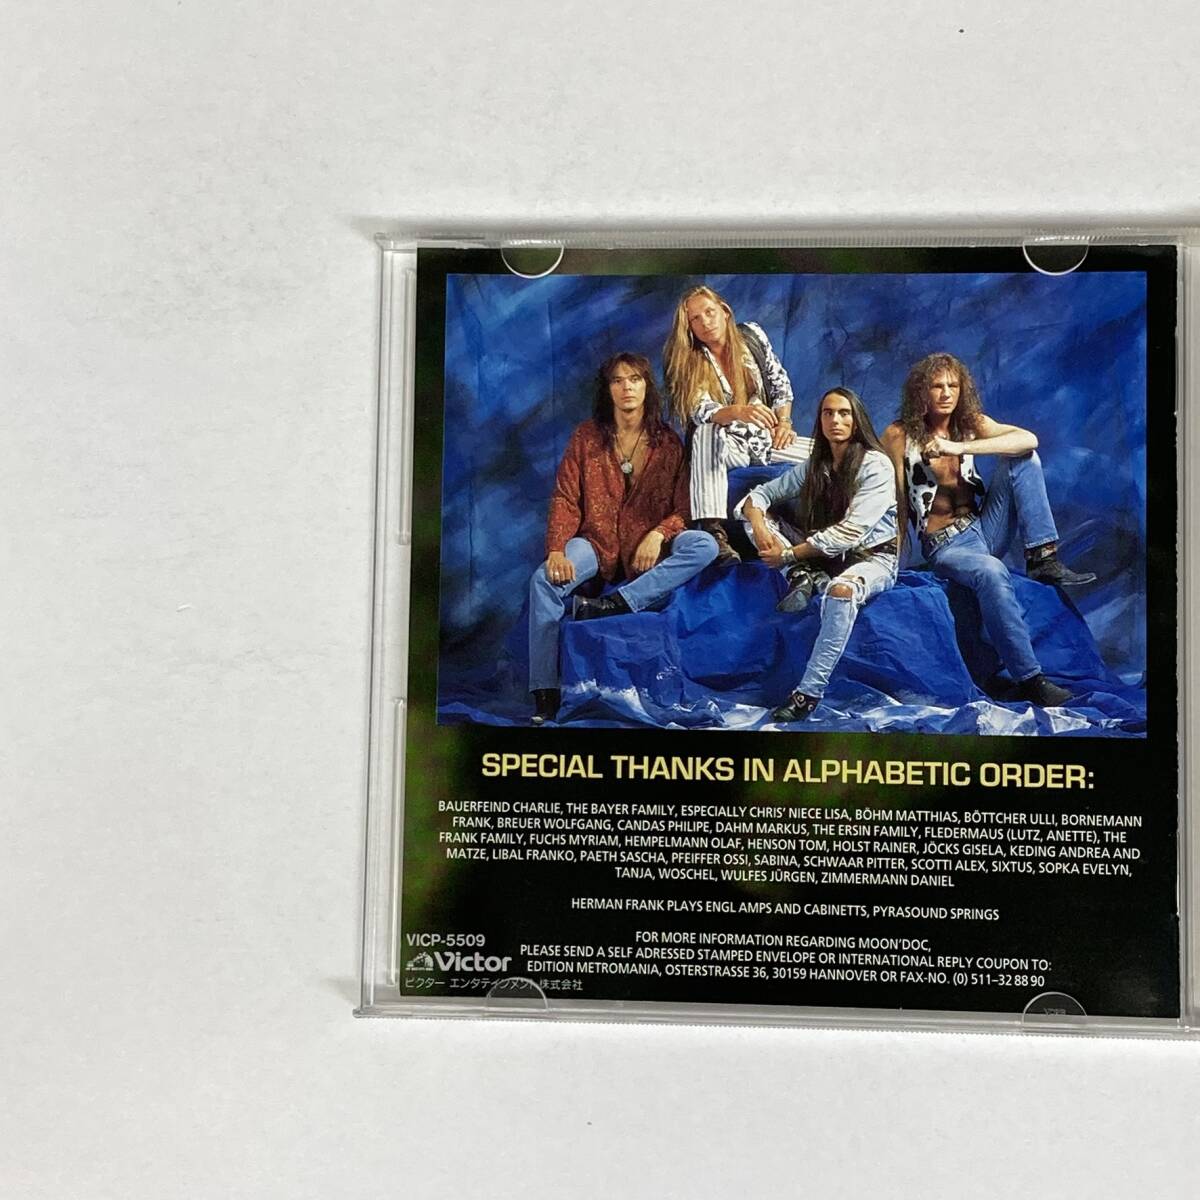 SPECIAL THANKS IN ALPHABETIC ORDER:
BAUERFEIND CHARLIE, THE BAYER FAMILY, ESPECIALLY CHRIS' NIECE LISA, BÖHM MATTHIAS, BÖTTCHER ULLI, BORNEMANN
FRANK, BREUER WOLFGANG, CANDAS PHILIPE, DAHM MARKUS, THE ERSIN FAMILY, FLEDERMAUS (LUTZ, ANETTE), THE
FRANK FAMILY, FUCHS MYRIAM, HEMPELMANN OLAF, HENSON TOM, HOLST RAINER, JÖCKS GISELA, KEDING ANDREA AND
MATZE, LIBAL FRANKO, PAETH SASCHA, PFEIFFER OSSI, SABINA, SCHWAAR PITTER, SCOTTI ALEX, SIXTUS, SOPKA EVELYN,
TANJA, WOSCHEL, WULFES JÜRGEN, ZIMMERMANN DANIEL
HERMAN FRANK PLAYS ENGL AMPS AND CABINETTS, PYRASOUND SPRINGS
FOR MORE INFORMATION REGARDING MOON'DOC,
PLEASE SEND A SELF ADRESSED STAMPED ENVELOPE OR INTERNATIONAL REPLY COUPON TO:
EDITION METROMANIA, OSTERSTRASSE 36, 30159 HANNOVER OR FAX-NO. (0) 511–32 88 90
VICP-5509
Victor
ビクター エンタテインメント株式会社